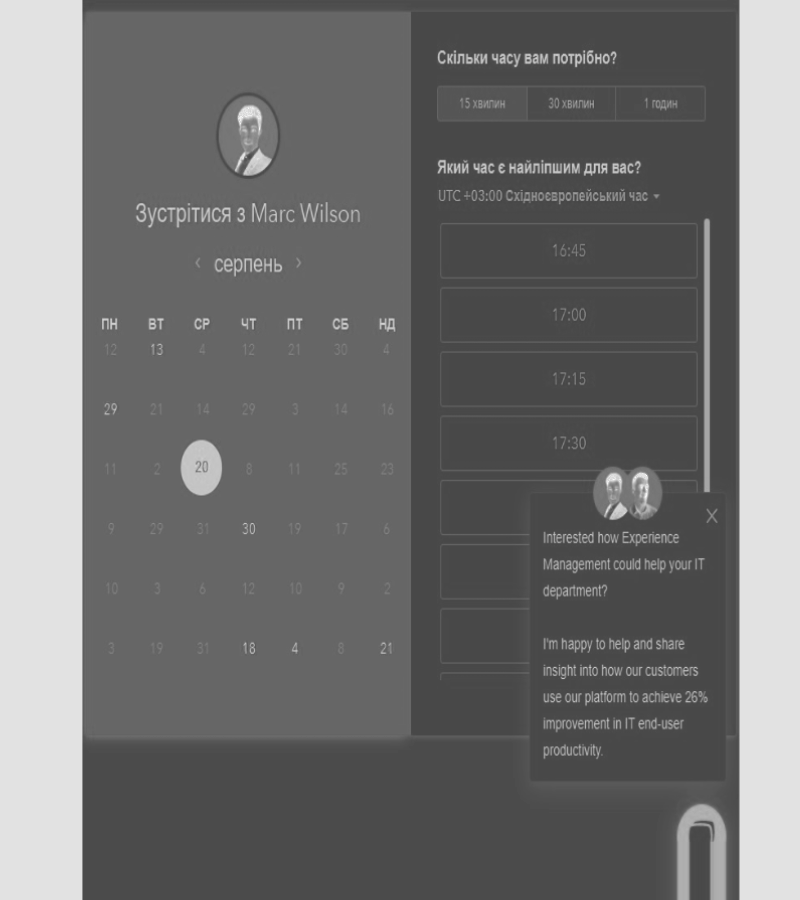 Зустрітися з Marc Wilson
‹ серпень ›
ПН ВТ СР ЧТ ПТ СБ НД
12 13 4 12 21 30 4
29 21 14 29 3 14 16
11 2 20 8 11 25 23
9 29 31 30 19 17 6
10 3 6 12 10 9 2
3 19 31 18 4 8 21
Скільки часу вам потрібно?
15 хвилин 30 хвилин 1 годин
Який час є найліпшим для вас?
UTC +03:00 Східноєвропейський час
16:45
17:00
17:15
17:30
X
Interested how Experience
Management could help your IT
department?
I'm happy to help and share
insight into how our customers
use our platform to achieve 26%
improvement in IT end-user
productivity.